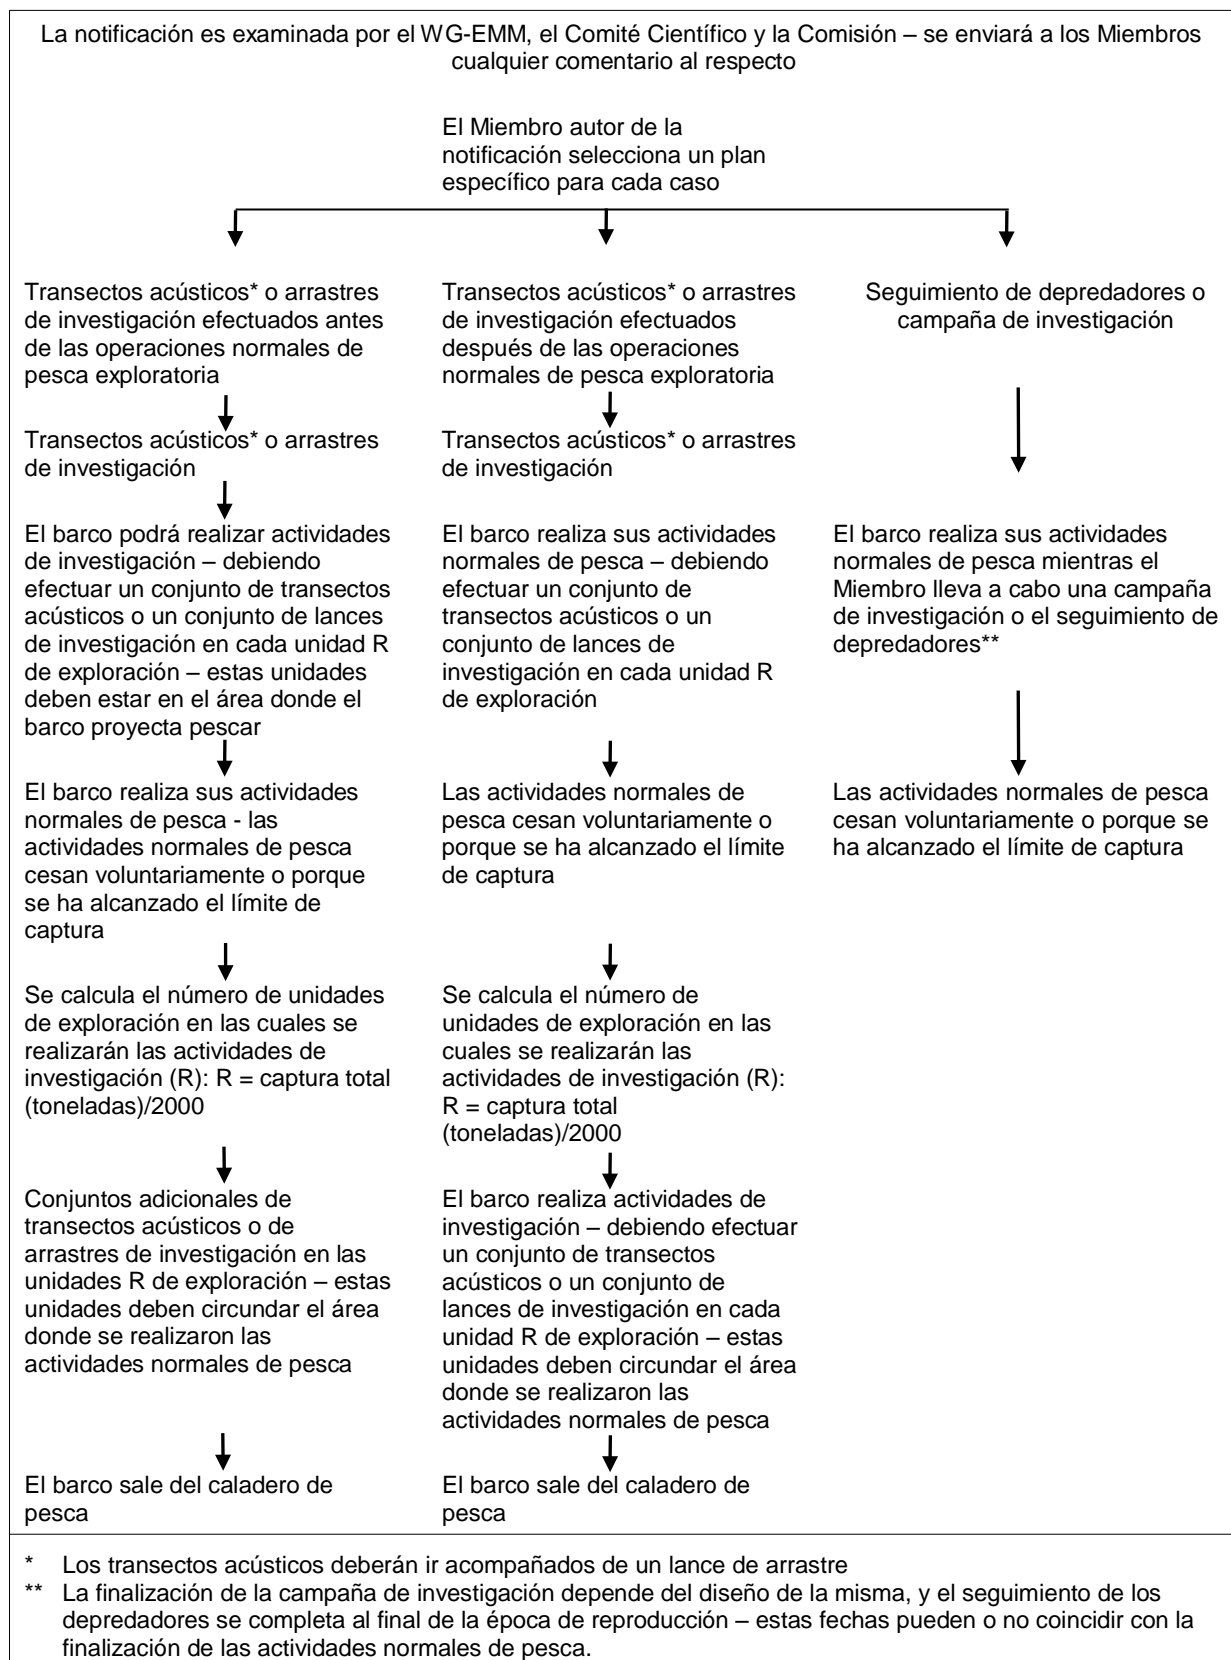 La notificación es examinada por el WG-EMM, el Comité Científico y la Comisión – se enviará a los Miembros
cualquier comentario al respecto
El Miembro autor de la
notificación selecciona un plan
específico para cada caso
Transectos acústicos* o arrastres
de investigación efectuados antes
de las operaciones normales de
pesca exploratoria
Transectos acústicos* o arrastres
de investigación
El barco podrá realizar actividades
de investigación – debiendo
efectuar un conjunto de transectos
acústicos o un conjunto de lances
de investigación en cada unidad R
de exploración – estas unidades
deben estar en el área donde el
barco proyecta pescar
El barco realiza sus actividades
normales de pesca - las
actividades normales de pesca
cesan voluntariamente o porque
se ha alcanzado el límite de
captura
Se calcula el número de unidades
de exploración en las cuales se
realizarán las actividades de
investigación (R): R = captura total
(toneladas)/2000
Conjuntos adicionales de
transectos acústicos o de
arrastres de investigación en las
unidades R de exploración – estas
unidades deben circundar el área
donde se realizaron las
actividades normales de pesca
El barco sale del caladero de
pesca
Transectos acústicos* o arrastres
de investigación efectuados
después de las operaciones
normales de pesca exploratoria
Transectos acústicos* o arrastres
de investigación
El barco realiza sus actividades
normales de pesca – debiendo
efectuar un conjunto de
transectos acústicos o un
conjunto de lances de
investigación en cada unidad R
de exploración
Las actividades normales de
pesca cesan voluntariamente o
porque se ha alcanzado el límite
de captura
Se calcula el número de
unidades de exploración en las
cuales se realizarán las
actividades de investigación (R):
R = captura total
(toneladas)/2000
El barco realiza actividades de
investigación – debiendo efectuar
un conjunto de transectos
acústicos o un conjunto de
lances de investigación en cada
unidad R de exploración – estas
unidades deben circundar el área
donde se realizaron las
actividades normales de pesca
El barco sale del caladero de
pesca
Seguimiento de depredadores o
campaña de investigación
El barco realiza sus actividades
normales de pesca mientras el
Miembro lleva a cabo una campaña
de investigación o el seguimiento de
depredadores**
Las actividades normales de pesca
cesan voluntariamente o porque se
ha alcanzado el límite de captura
* Los transectos acústicos deberán ir acompañados de un lance de arrastre
** La finalización de la campaña de investigación depende del diseño de la misma, y el seguimiento de los
depredadores se completa al final de la época de reproducción – estas fechas pueden o no coincidir con la
finalización de las actividades normales de pesca.